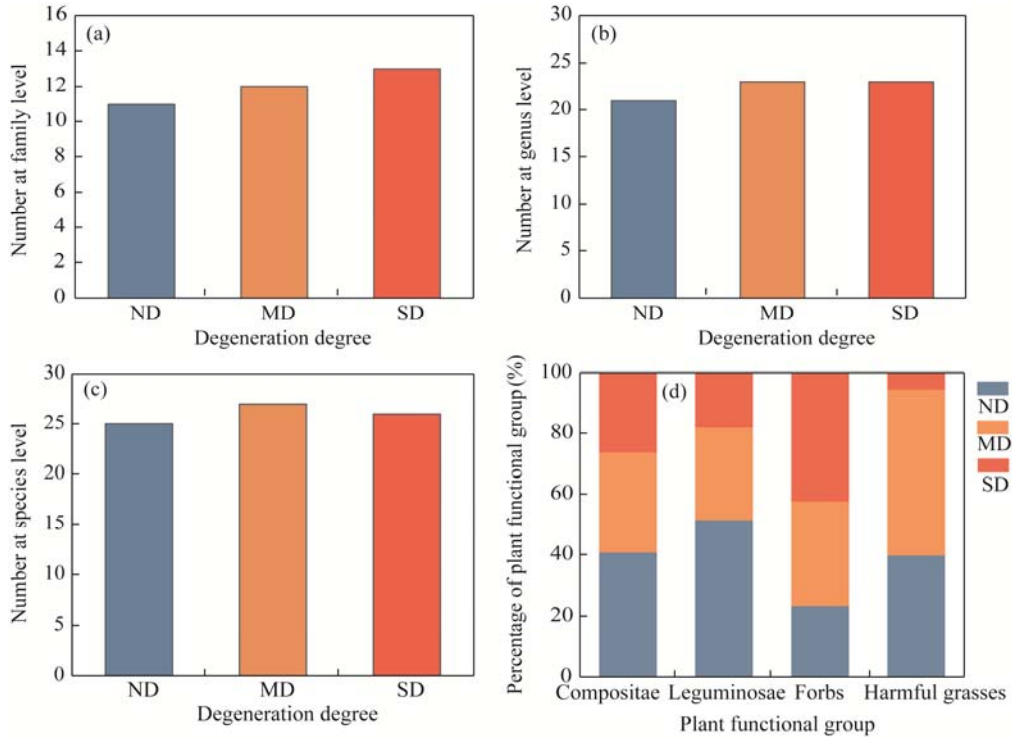 (a)
Number at family level
16
14
12
10
8
6
4
2
0
ND MD SD
Degeneration degree
(b)
Number at genus level
30
25
20
15
10
5
0
ND MD SD
Degeneration degree
(c)
Number at species level
30
25
20
15
10
5
0
ND MD SD
Degeneration degree
(d)
Percentage of plant functional group (%)
100
80
60
40
20
0
Compositae Leguminosae Forbs Harmful grasses
Plant functional group
ND
MD
SD